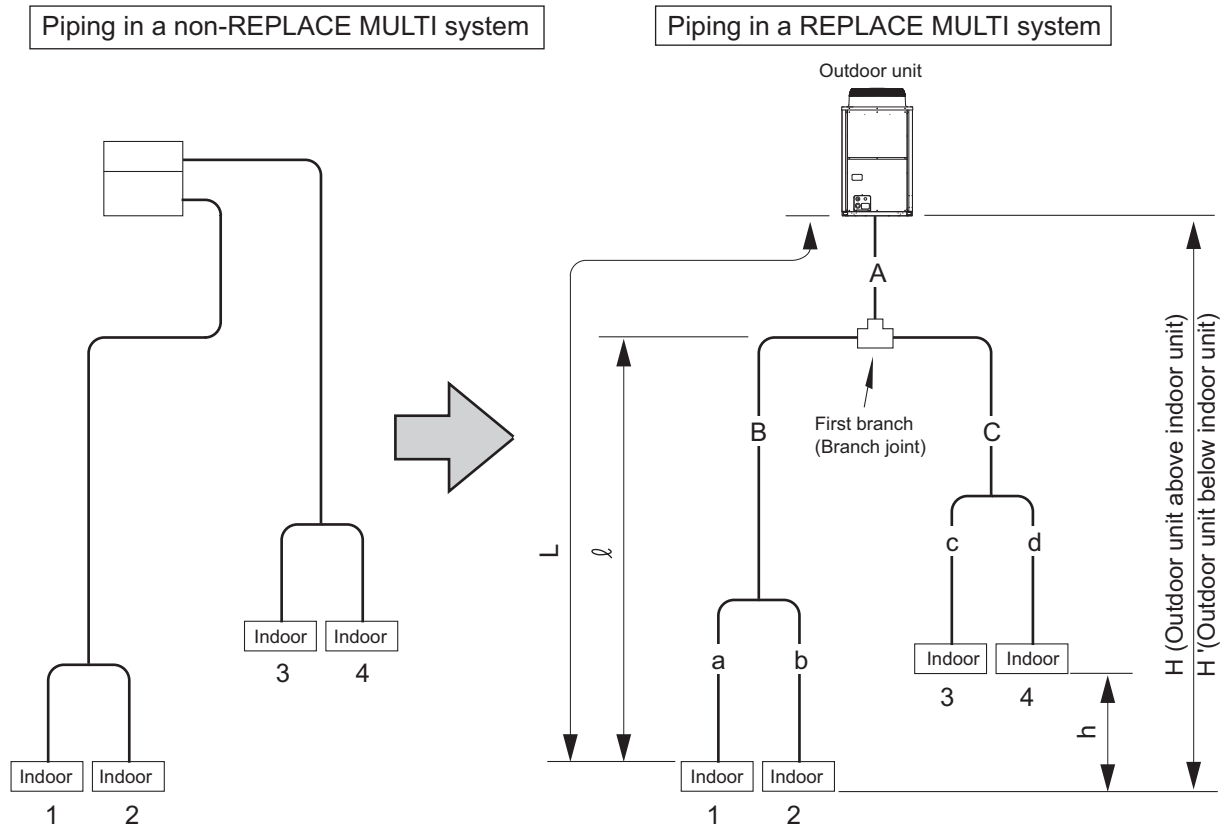 Piping in a non-REPLACE MULTI system
Indoor
3
Indoor
4
Indoor
1
Indoor
2
Piping in a REPLACE MULTI system
Outdoor unit
A
First branch
(Branch joint)
B
C
L
ℓ
c
d
a
b
Indoor
3
Indoor
4
Indoor
1
Indoor
2
h
H (Outdoor unit above indoor unit)
H '(Outdoor unit below indoor unit)